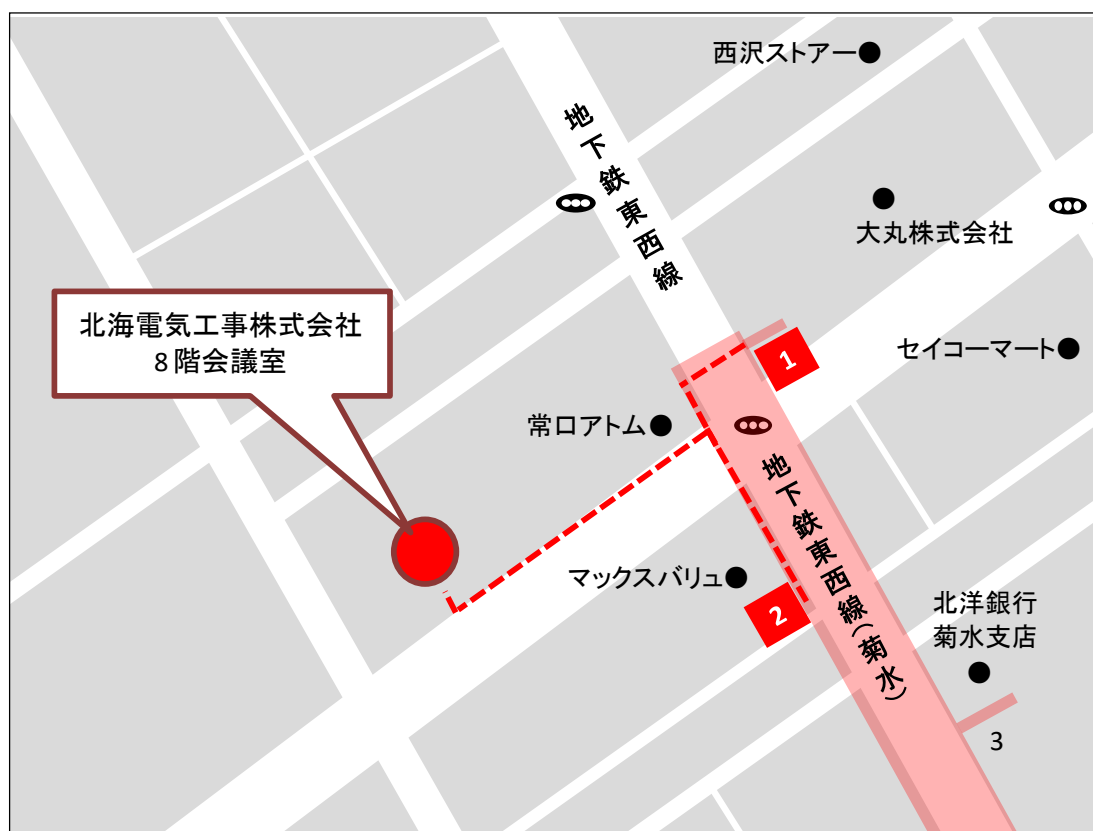 西沢ストアー
地下鉄東西線
大丸株式会社
北海電気工事株式会社
8階会議室
セイコーマート
1
常口アトム
地下鉄東西線（菊水）
マックスバリュ
2
北洋銀行
菊水支店
3